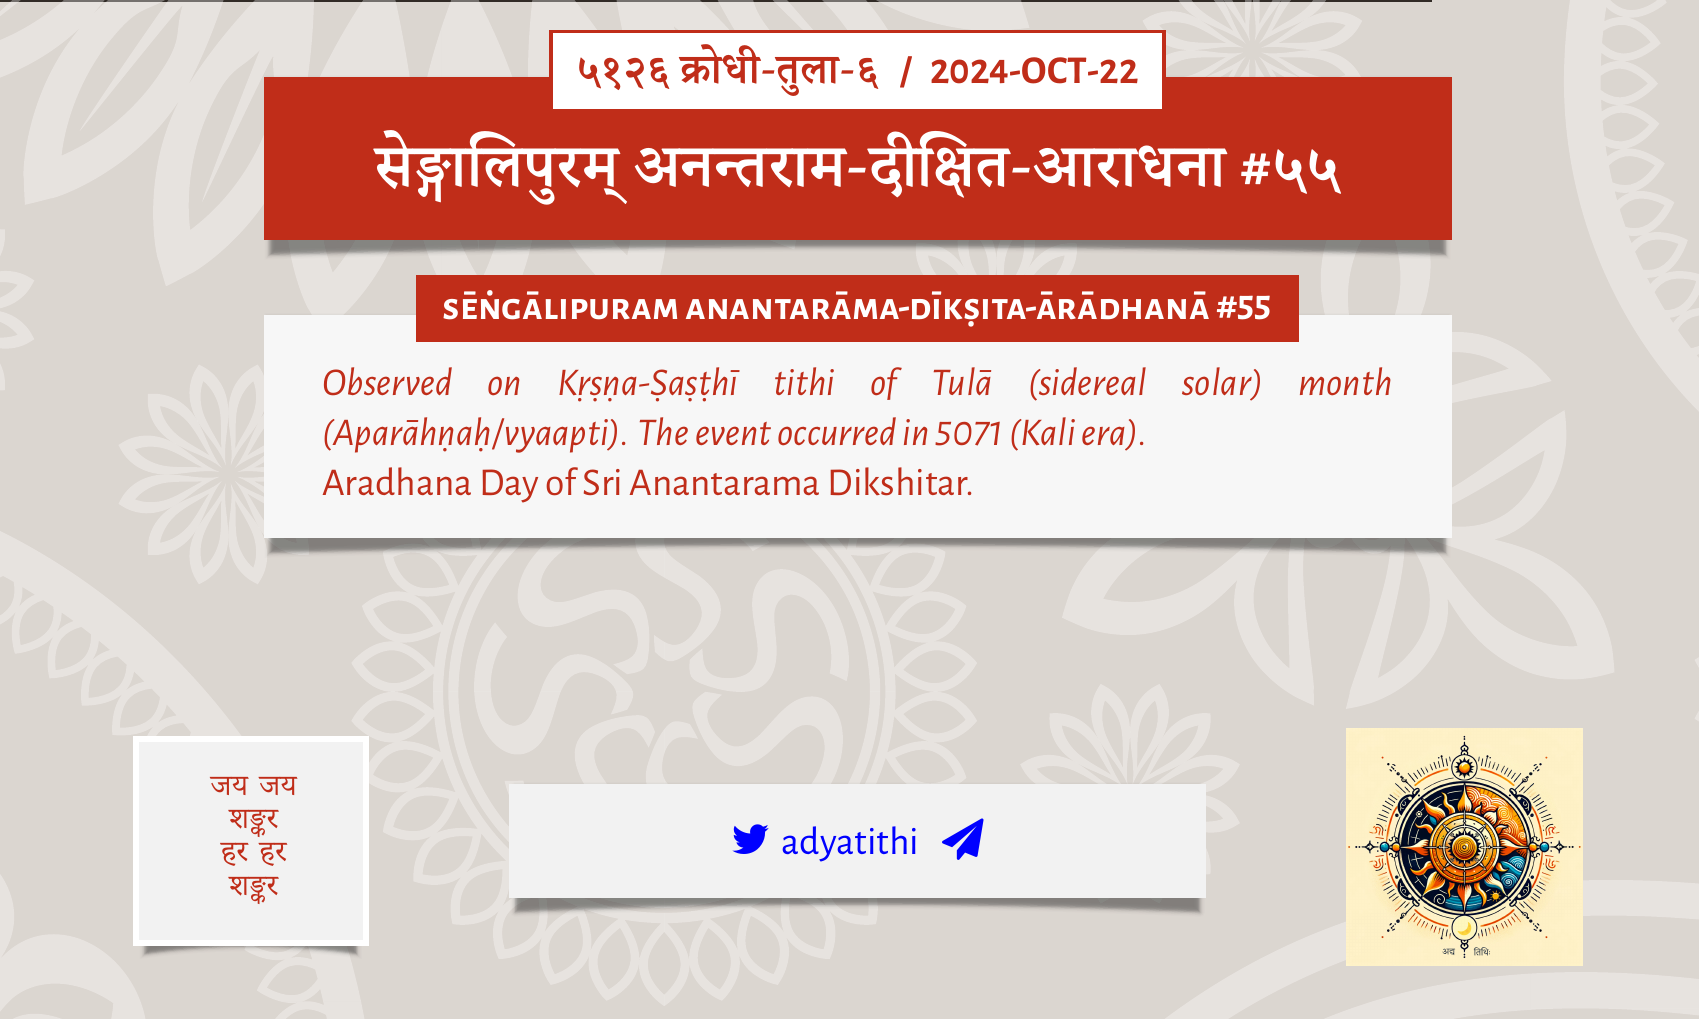 ५१२६ क्रोधी-तुला-६ / 2024-OCT-22
सेङ्गालिपुरम् अनन्तराम-दीक्षित-आराधना #५५
SĒṄGĀLIPURAM ANANTARĀMA-DĪKṢITA-ĀRĀDHANĀ #55
Observed on Kṛṣṇa-Ṣaṣṭhī tithi of Tulā (sidereal solar) month
(Aparāhṇaḥ/vyaapti). The event occurred in 5071 (Kali era).
Aradhana Day of Sri Anantarama Dikshitar.
जय जय
शङ्कर
हर हर
शङ्कर
adyatithi
अद्य तिथिः